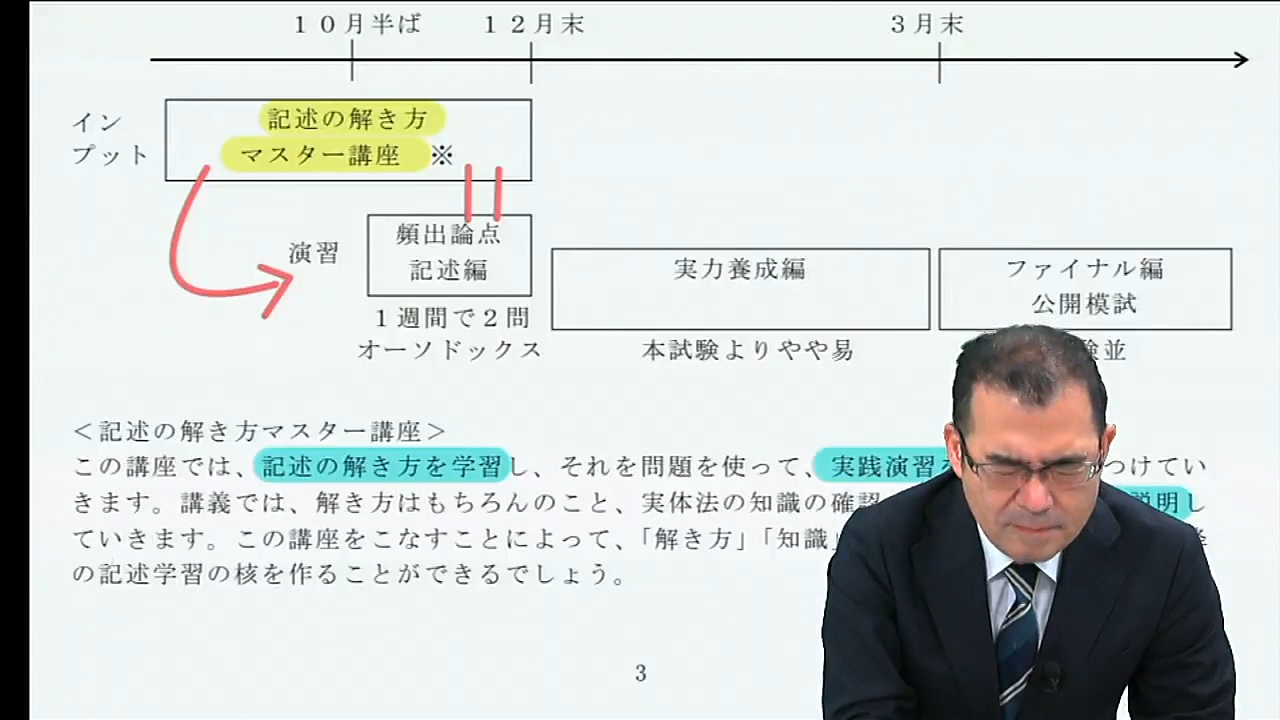 10月半ば 12月末 3月末
イン
プット
記述の解き方
マスター講座 ※
演習
頻出論点
記述編
1週間で2問
オーソドックス
実力養成編
本試験よりやや易
ファイナル編
公開模試
験並
＜記述の解き方マスター講座＞
この講座では、記述の解き方を学習し、それを問題を使って、実践演習を つけてい
きます。講義では、解き方はもちろんのこと、実体法の知識の確認 説明し
ていきます。この講座をこなすことによって、「解き方」「知識」
の記述学習の核を作ることができるでしょう。
3